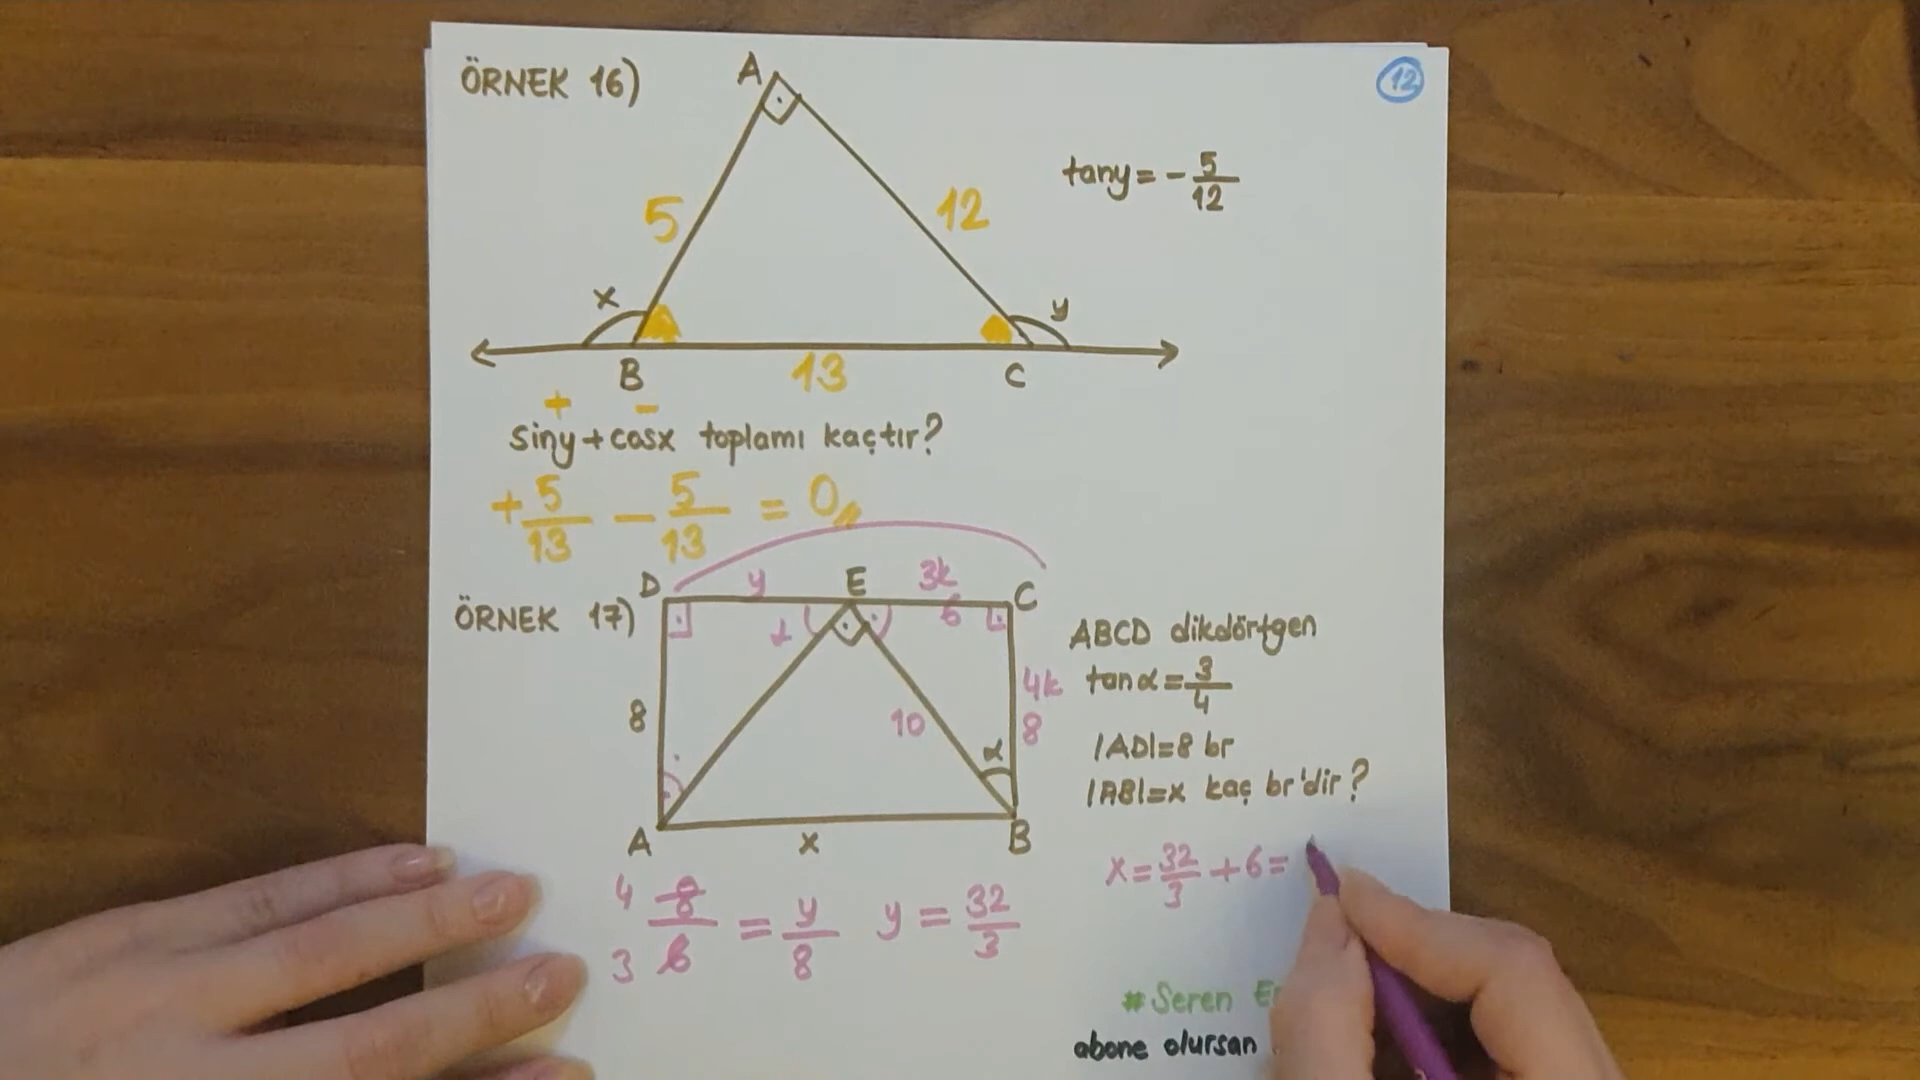 ÖRNEK 16)
12
A
tany = - 5/12
5
12
x
y
B
13
C
+ -
siny + cosx toplamı kaçtır?
+ 5/13 - 5/13 = 0
D
y
E
3k
6
C
ÖRNEK 17)
ABCD dikdörtgen
tanα = 3/4
4k
8
8
10
α
|AD|=8 br
|AB|=x kaç br'dir?
A
x
B
x = 32/3 + 6 =
4 8/6 = y/8
3
y = 32/3
# Seren
abone olursan